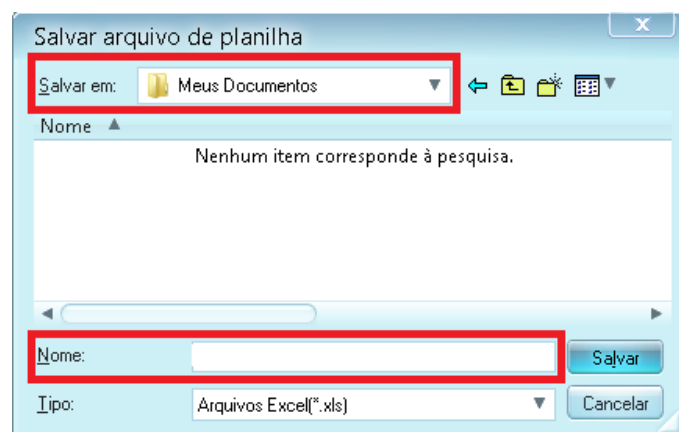 Salvar arquivo de planilha
x
Salvar em: Meus Documentos
Nome
Nenhum item corresponde à pesquisa.
Nome: Salvar
Tipo: Arquivos Excel(*.xls) Cancelar